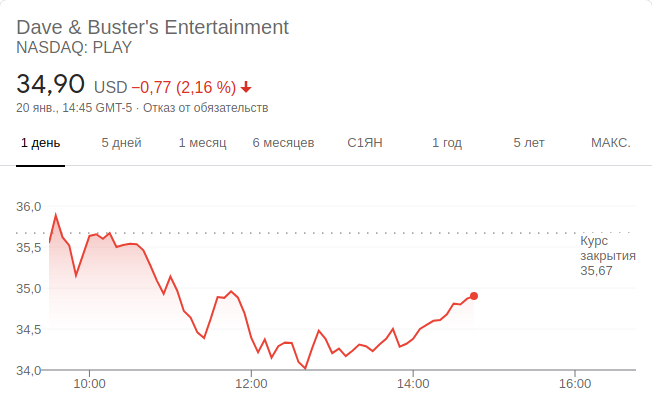 Dave & Buster's Entertainment
NASDAQ: PLAY
34,90 USD −0,77 (2,16 %)
20 янв., 14:45 GMT-5 · Отказ от обязательств
1 день 5 дней 1 месяц 6 месяцев С1ЯН 1 год 5 лет МАКС.
36,0
Курс
35,5
закрытия
35,67
35,0
34,5
34,0
10:00 12:00 14:00 16:00